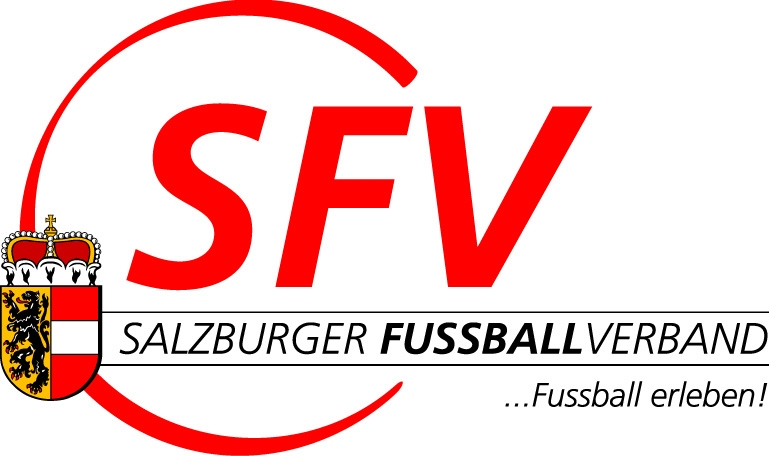 SFV
SALZBURGER FUSSBALLVERBAND
...Fussball erleben!